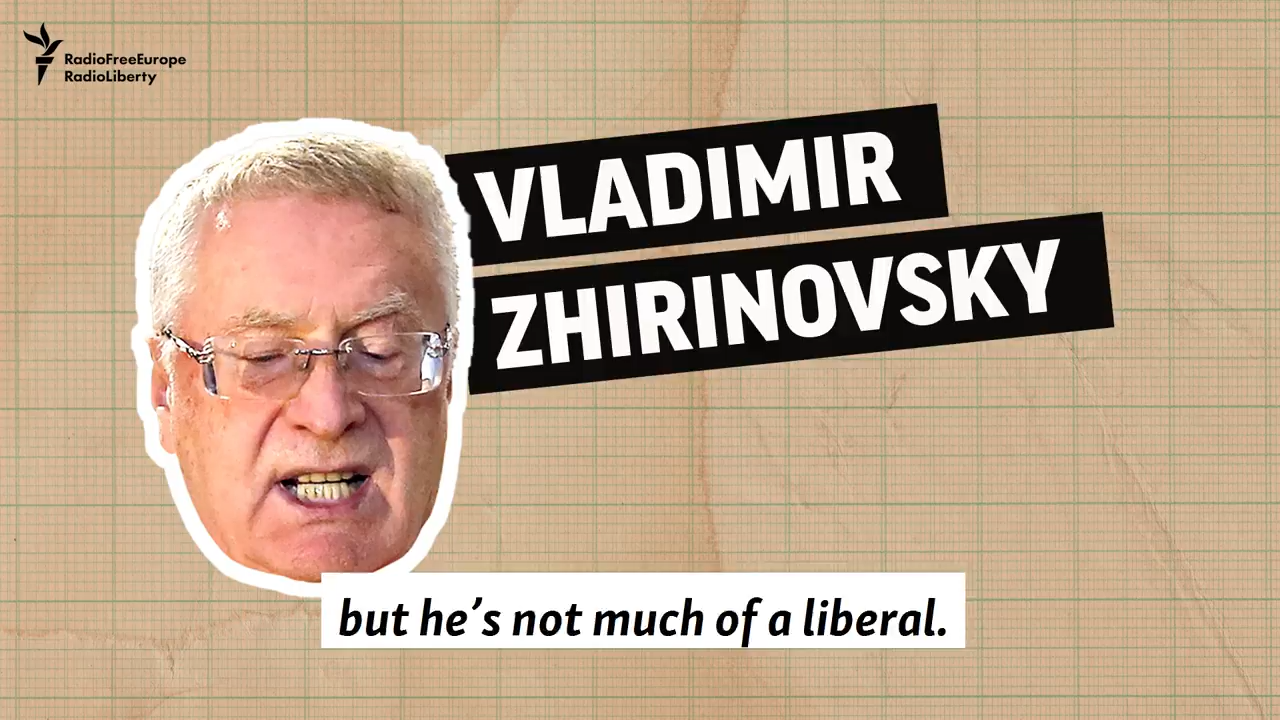 RadioFreeEurope
RadioLiberty
VLADIMIR
ZHIRINOVSKY
but he’s not much of a liberal.